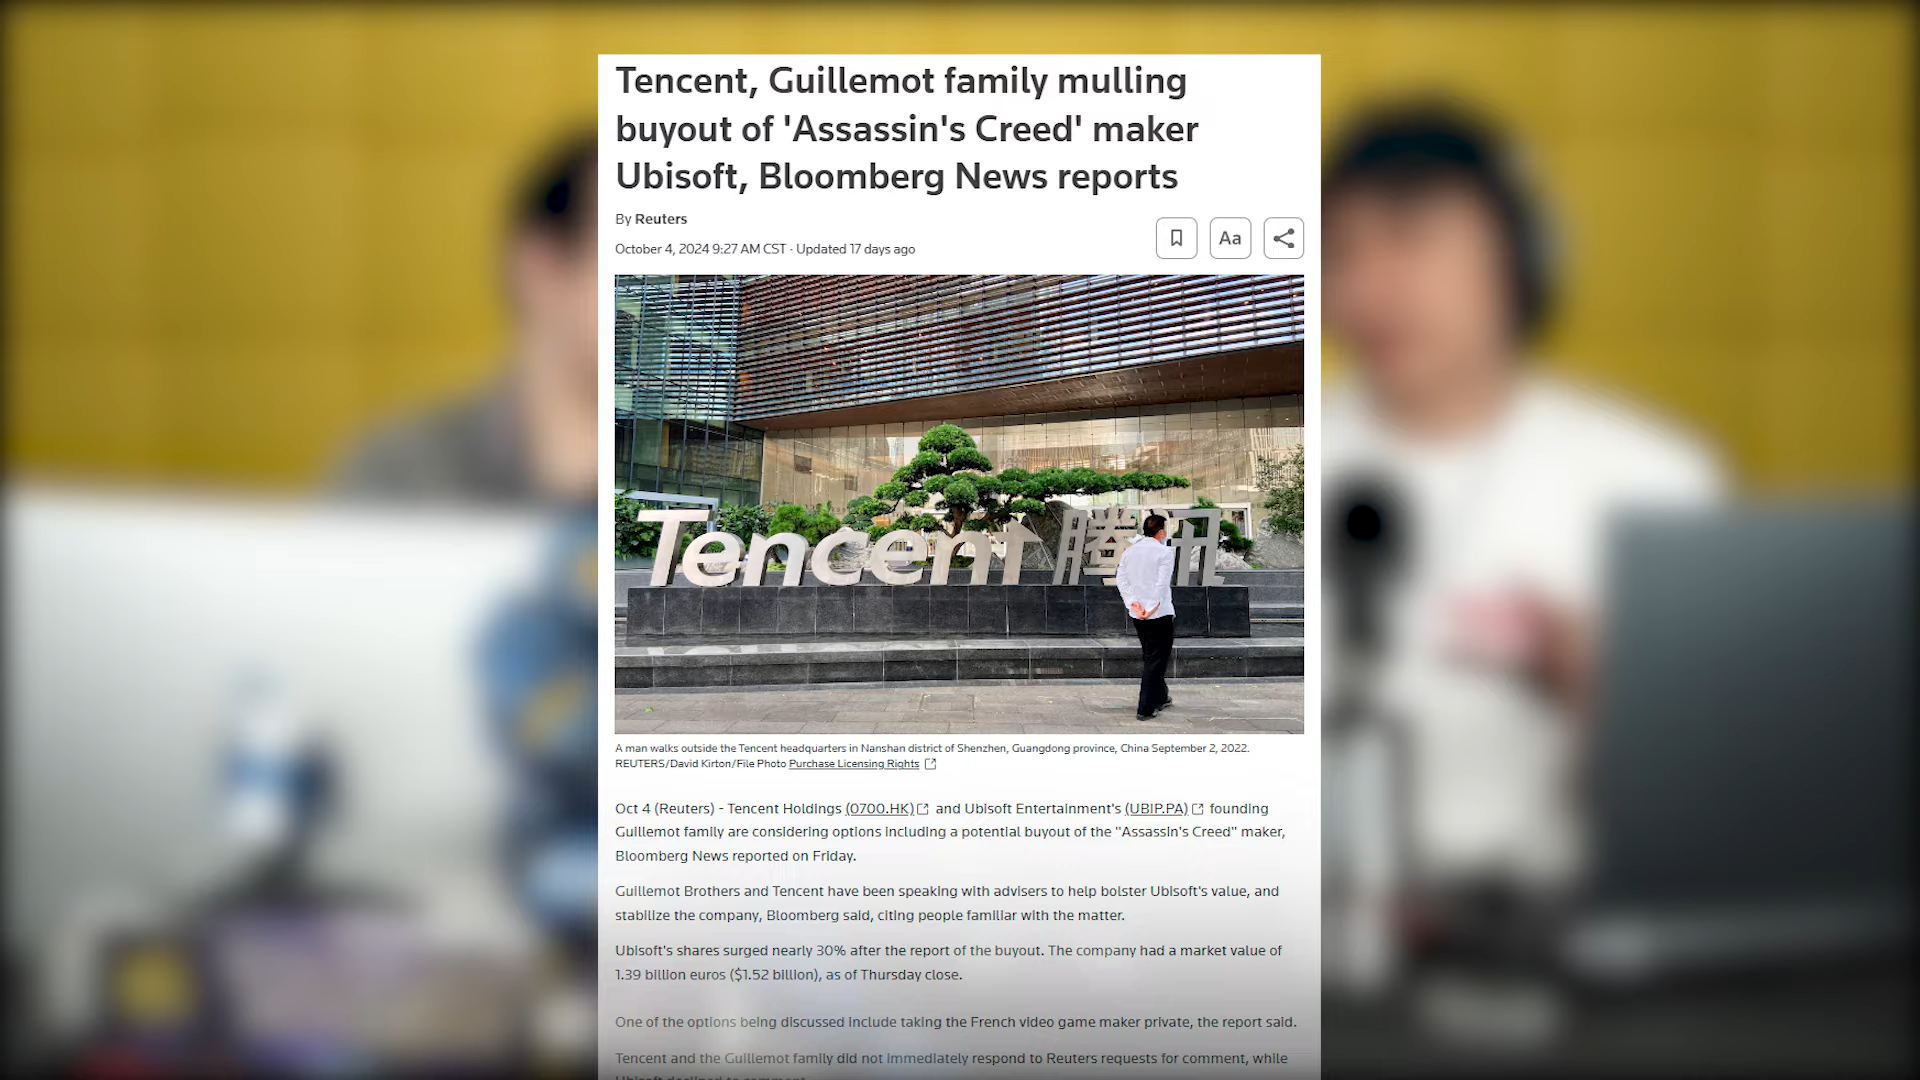 Tencent, Guillemot family mulling
buyout of 'Assassin's Creed' maker
Ubisoft, Bloomberg News reports
By Reuters
October 4, 2024 9:27 AM CST · Updated 17 days ago
Aa
Tencent 腾讯
A man walks outside the Tencent headquarters in Nanshan district of Shenzhen, Guangdong province, China September 2, 2022.
REUTERS/David Kirton/File Photo Purchase Licensing Rights
Oct 4 (Reuters) - Tencent Holdings (0700.HK) and Ubisoft Entertainment's (UBIP.PA) founding
Guillemot family are considering options including a potential buyout of the "Assassin's Creed" maker,
Bloomberg News reported on Friday.
Guillemot Brothers and Tencent have been speaking with advisers to help bolster Ubisoft's value, and
stabilize the company, Bloomberg said, citing people familiar with the matter.
Ubisoft's shares surged nearly 30% after the report of the buyout. The company had a market value of
1.39 billion euros ($1.52 billion), as of Thursday close.
One of the options being discussed include taking the French video game maker private, the report said.
Tencent and the Guillemot family did not immediately respond to Reuters requests for comment, while